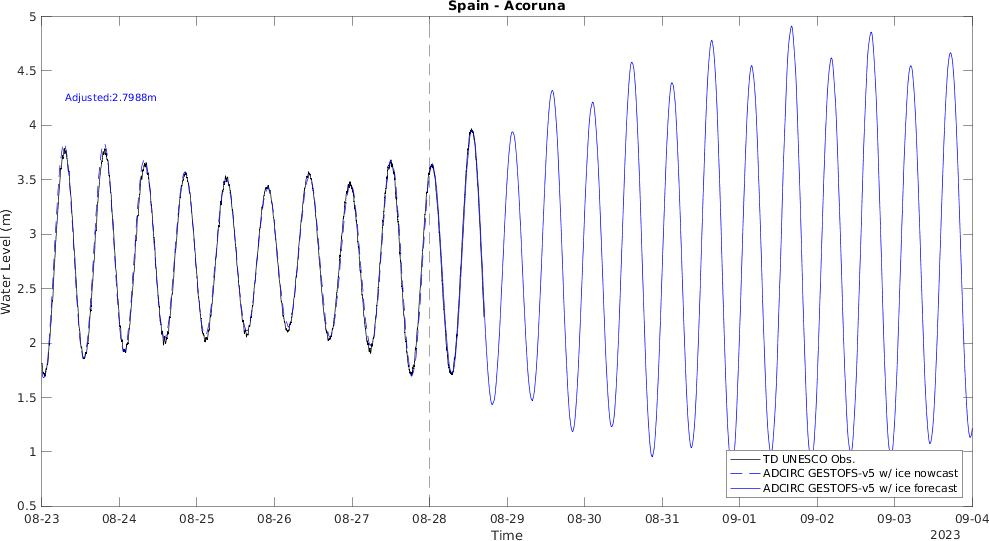 Spain - Acoruna
5
4.5
4
3.5
3
2.5
2
1.5
1
0.5
Water Level (m)
Adjusted:2.7988m
TD UNESCO Obs.
ADCIRC GESTOFS-v5 w/ ice nowcast
ADCIRC GESTOFS-v5 w/ ice forecast
08-23 08-24 08-25 08-26 08-27 08-28 08-29 08-30 08-31 09-01 09-02 09-03 09-04
Time
2023